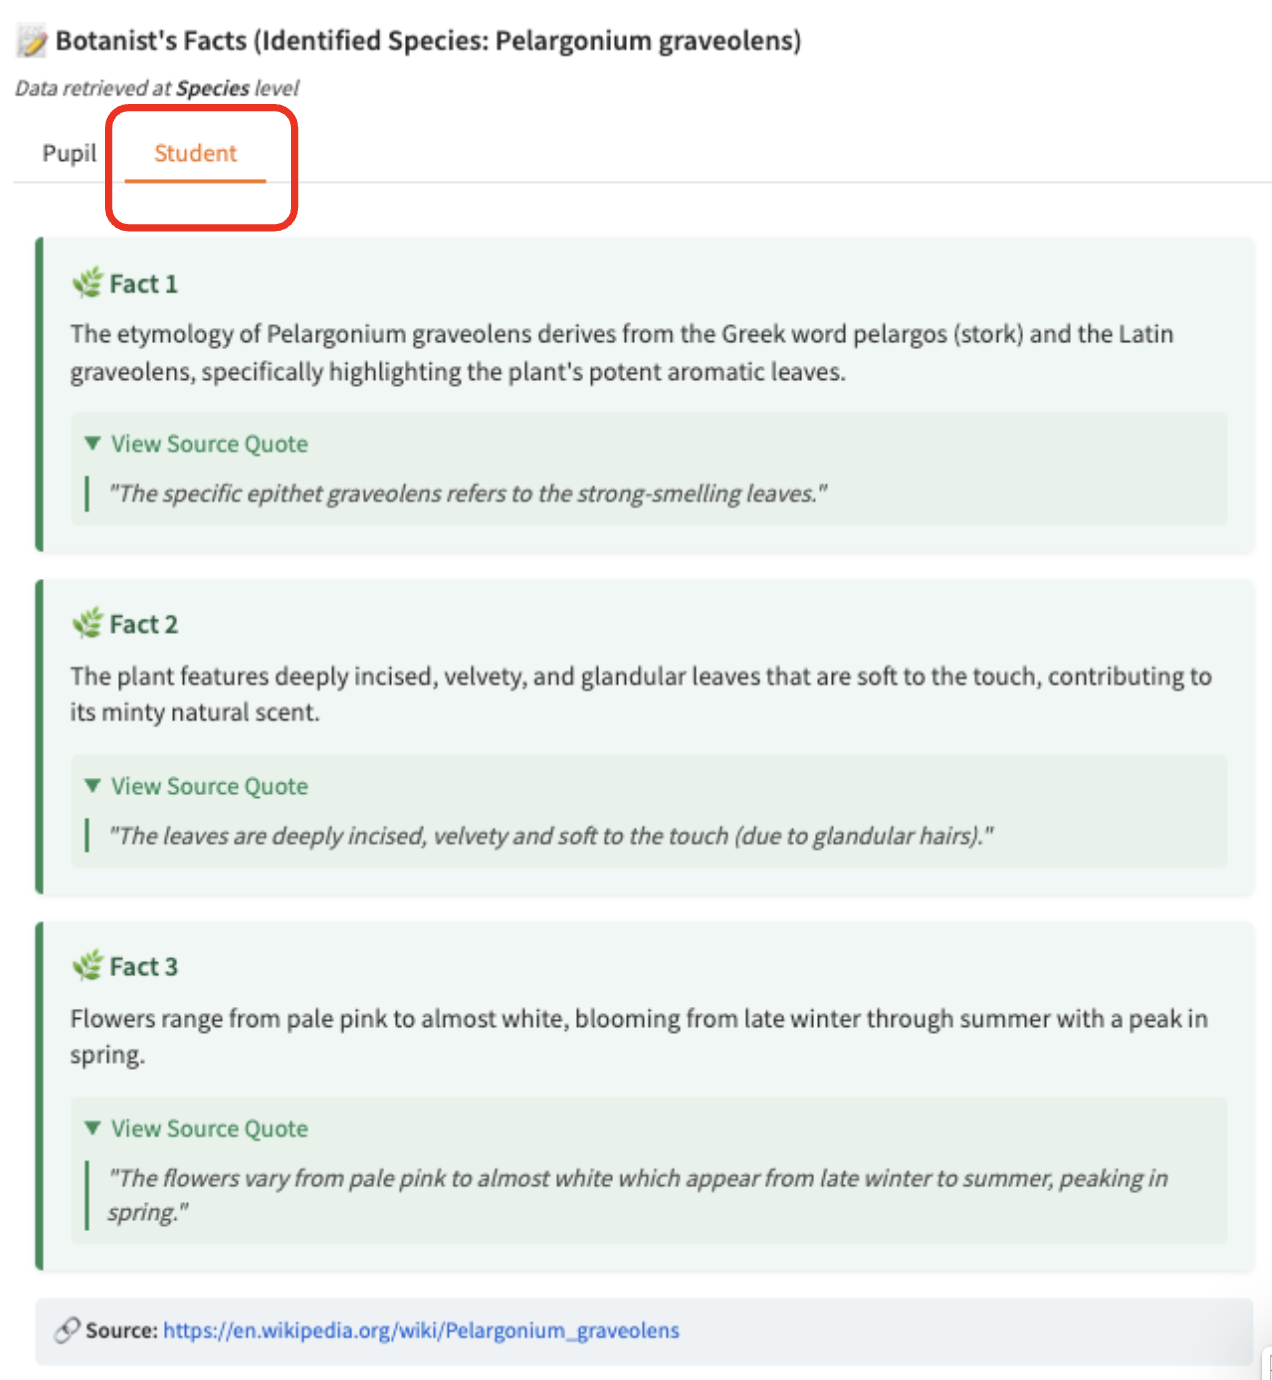 Botanist's Facts (Identified Species: Pelargonium graveolens)
Data retrieved at Species level
Pupil
Student
Fact 1
The etymology of Pelargonium graveolens derives from the Greek word pelargos (stork) and the Latin
graveolens, specifically highlighting the plant's potent aromatic leaves.
▼ View Source Quote
"The specific epithet graveolens refers to the strong-smelling leaves."
Fact 2
The plant features deeply incised, velvety, and glandular leaves that are soft to the touch, contributing to
its minty natural scent.
▼ View Source Quote
"The leaves are deeply incised, velvety and soft to the touch (due to glandular hairs)."
Fact 3
Flowers range from pale pink to almost white, blooming from late winter through summer with a peak in
spring.
▼ View Source Quote
"The flowers vary from pale pink to almost white which appear from late winter to summer, peaking in
spring."
Source: https://en.wikipedia.org/wiki/Pelargonium_graveolens